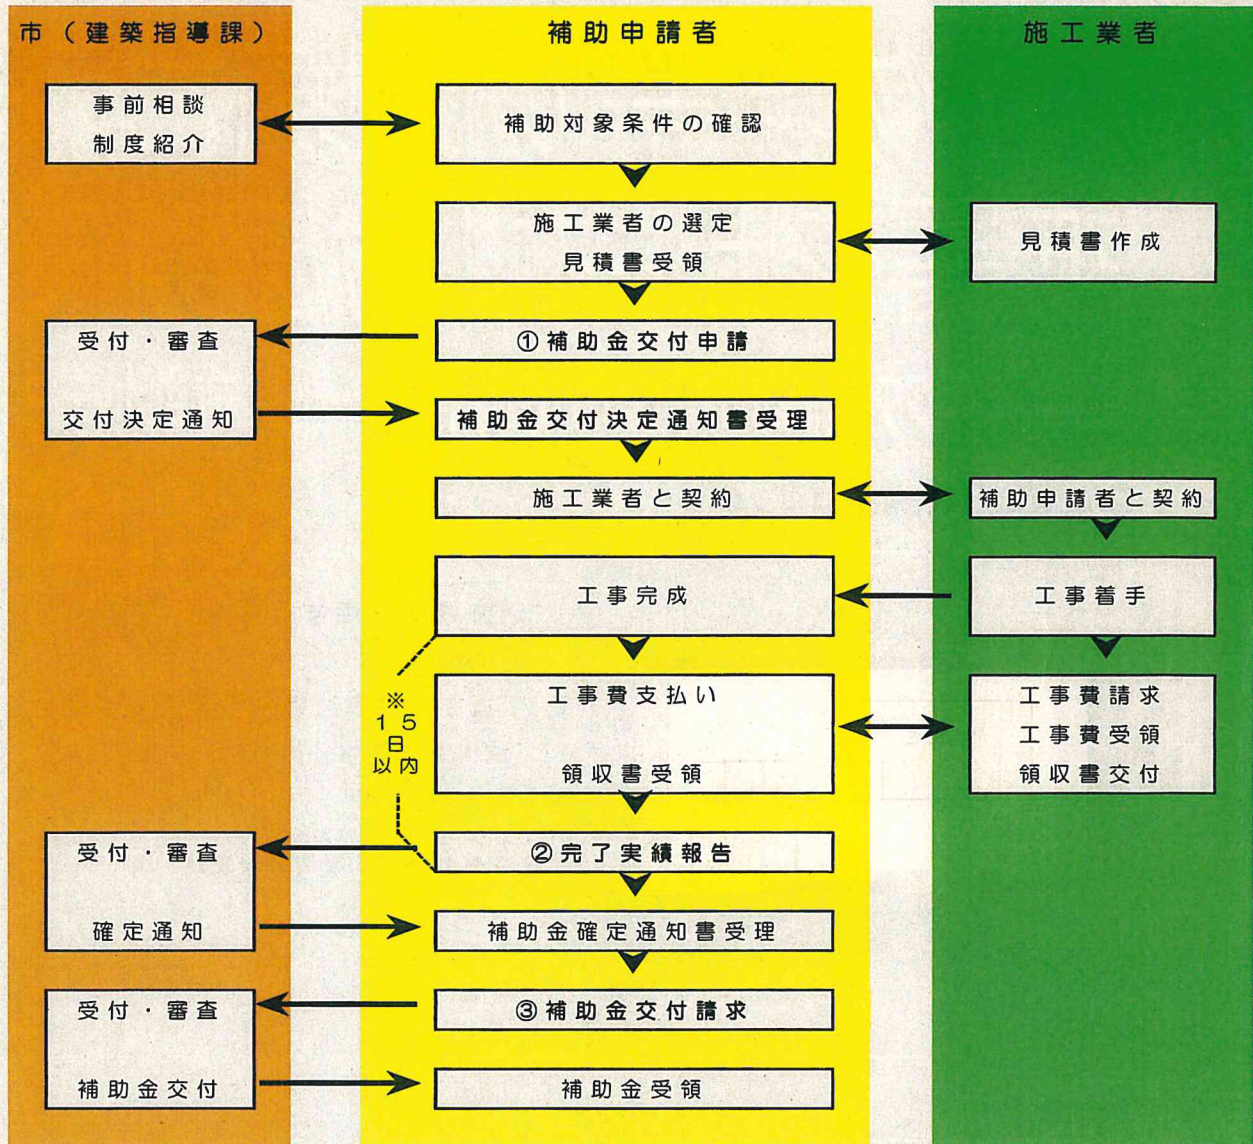 市（建築指導課）
補助申請者
施工業者
事前相談
制度紹介
補助対象条件の確認
施工業者の選定
見積書受領
見積書作成
受付・審査
①補助金交付申請
交付決定通知
補助金交付決定通知書受理
施工業者と契約
補助申請者と契約
工事完成
工事着手
※
15
日
以内
工事費支払い
領収書受領
工事費請求
工事費受領
領収書交付
受付・審査
②完了実績報告
確定通知
補助金確定通知書受理
受付・審査
③補助金交付請求
補助金交付
補助金受領